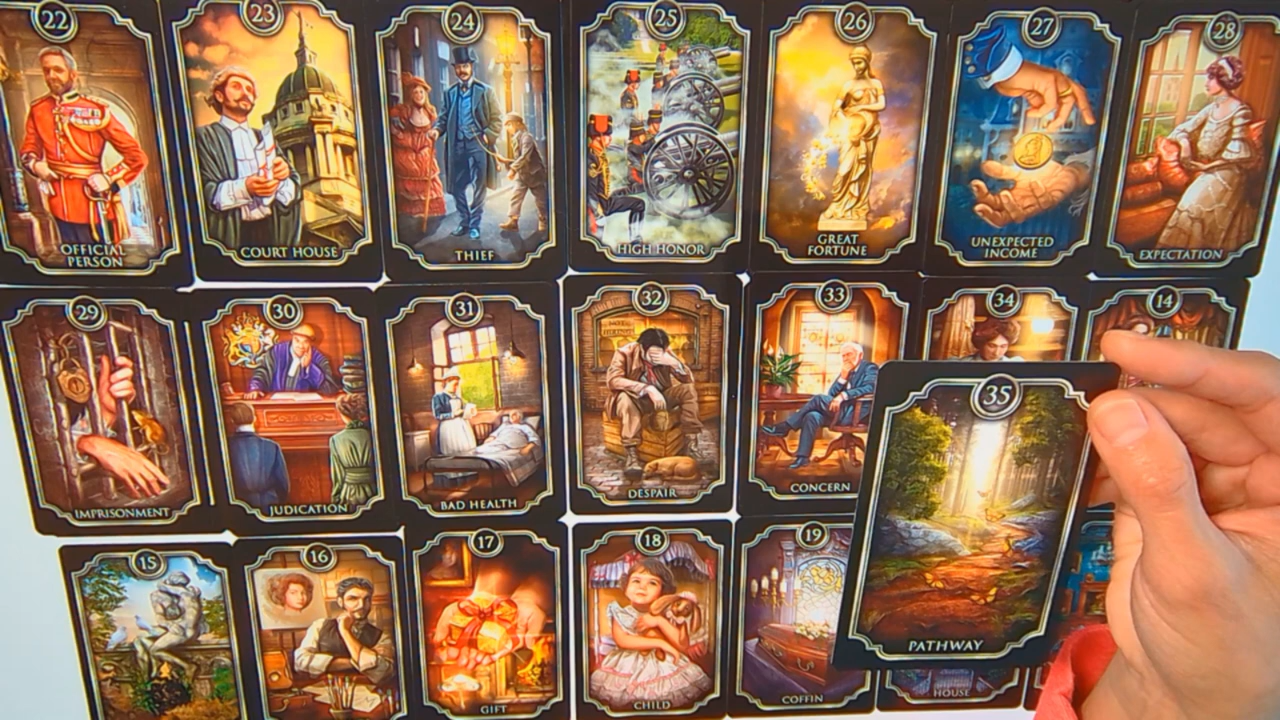 22
OFFICIAL
PERSON
23
COURT HOUSE
24
THIEF
25
HIGH HONOR
26
GREAT
FORTUNE
27
UNEXPECTED
INCOME
28
EXPECTATION
29
IMPRISONMENT
30
JUDICATION
31
BAD HEALTH
32
DESPAIR
33
CONCERN
34
14
35
PATHWAY
15
16
17
GIFT
18
CHILD
19
COFFIN
HOUSE